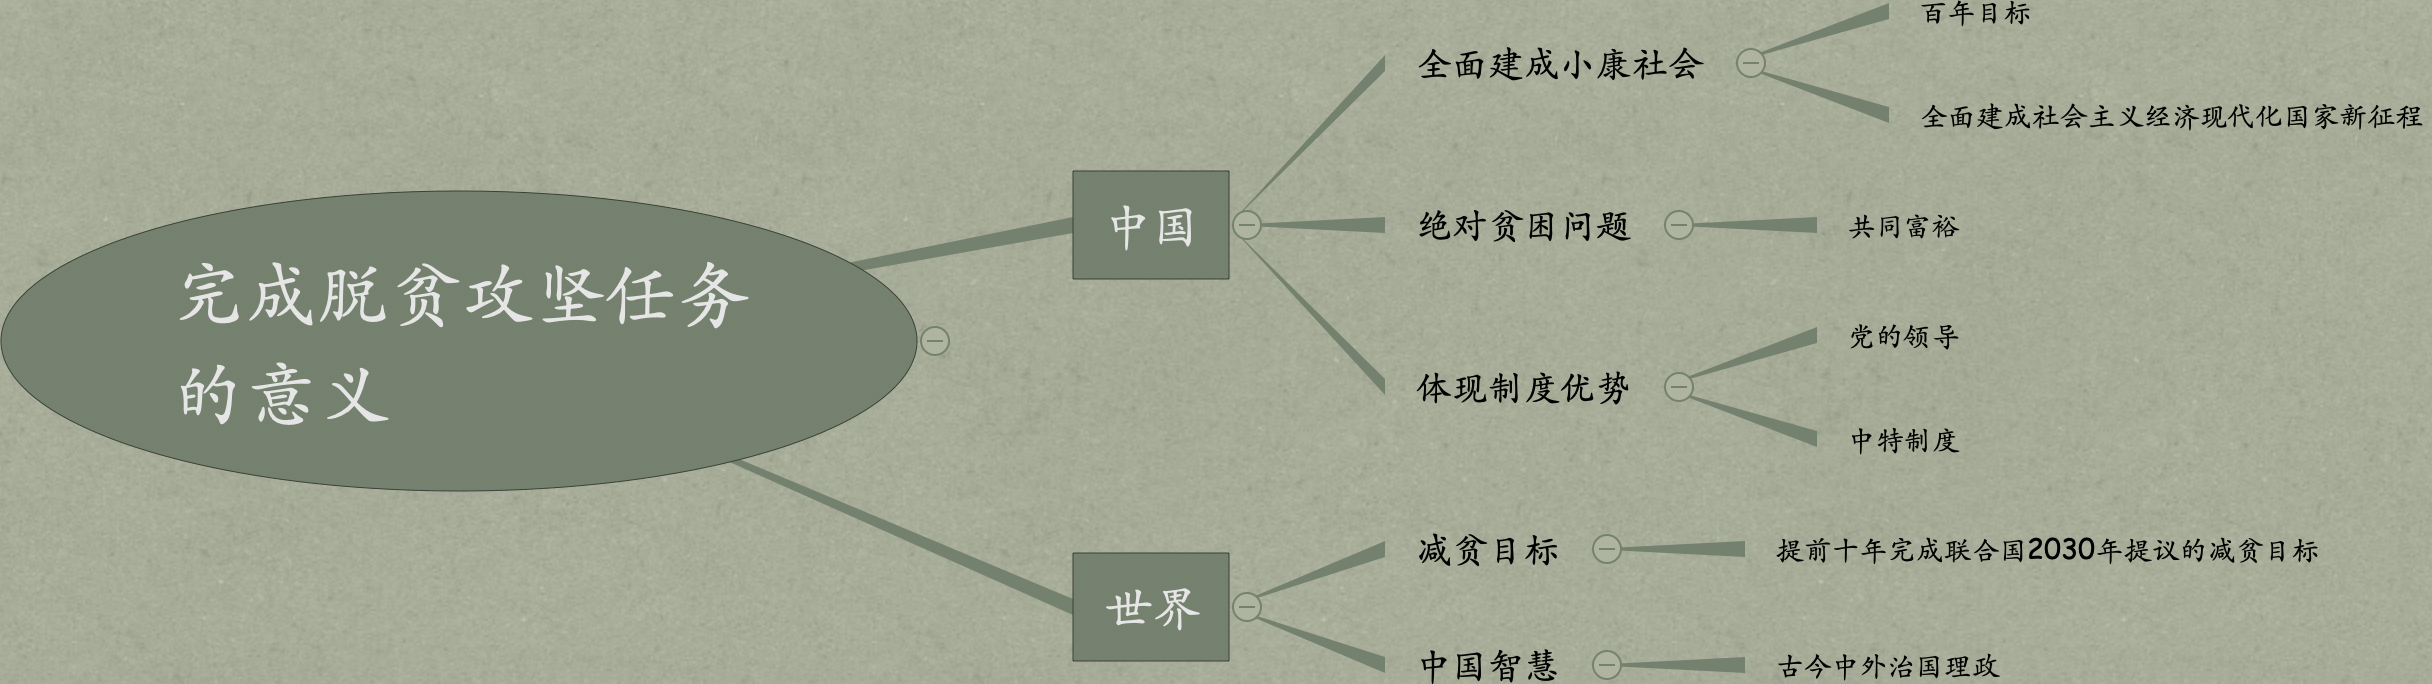 完成脱贫攻坚任务
的意义
中国
全面建成小康社会
百年目标
全面建成社会主义经济现代化国家新征程
绝对贫困问题
共同富裕
体现制度优势
党的领导
中特制度
世界
减贫目标
提前十年完成联合国2030年提议的减贫目标
中国智慧
古今中外治国理政